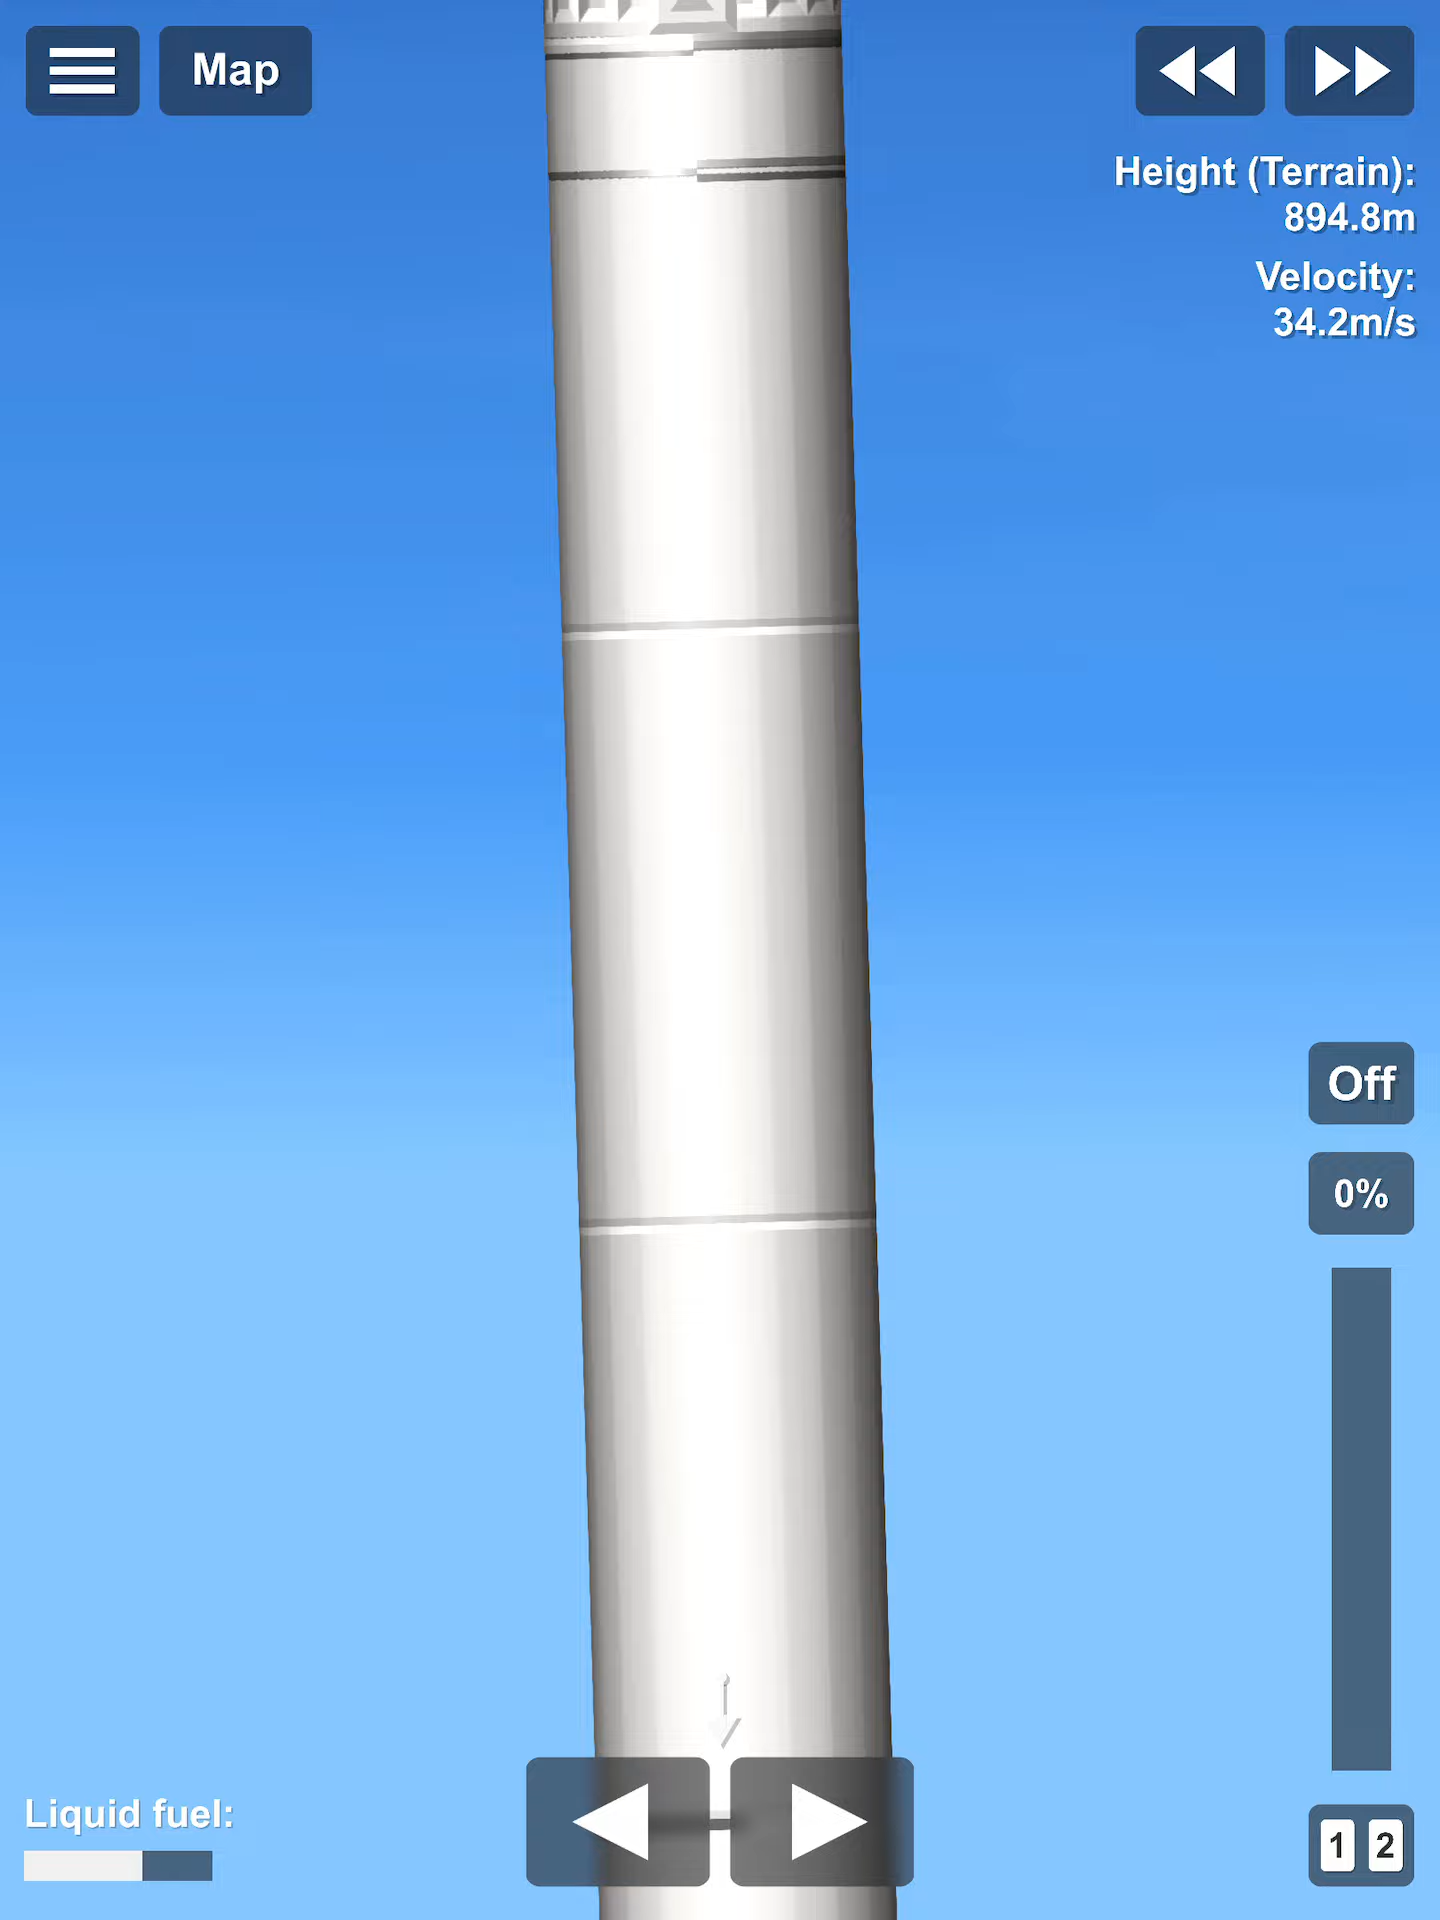 Map
Height (Terrain):
894.8m
Velocity:
34.2m/s
Off
0%
Liquid fuel:
1 2